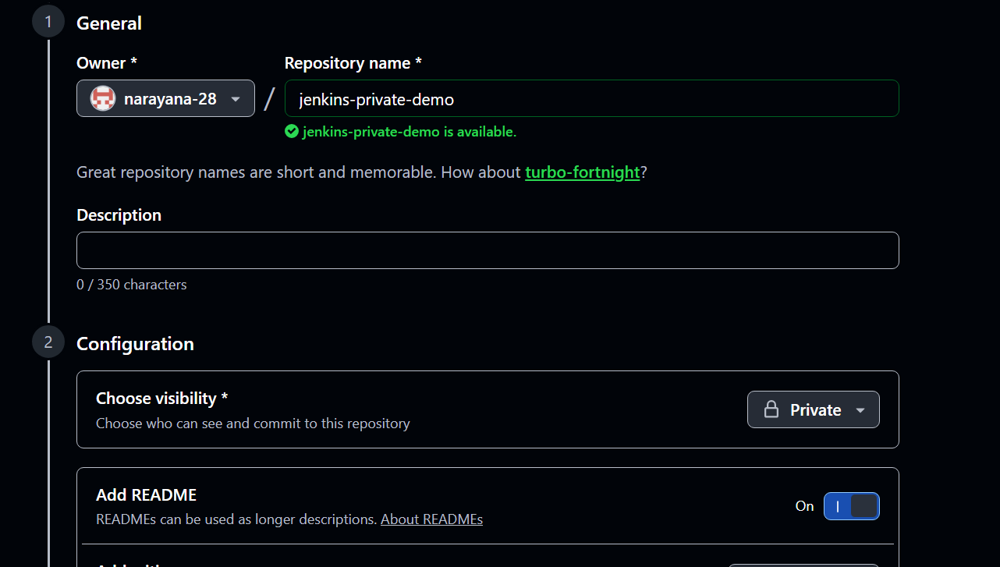 1
General
Owner *
Repository name *
narayana-28
/
jenkins-private-demo
jenkins-private-demo is available.
Great repository names are short and memorable. How about turbo-fortnight?
Description
0 / 350 characters
2
Configuration
Choose visibility *
Choose who can see and commit to this repository
Private
Add README
READMEs can be used as longer descriptions. About READMEs
On